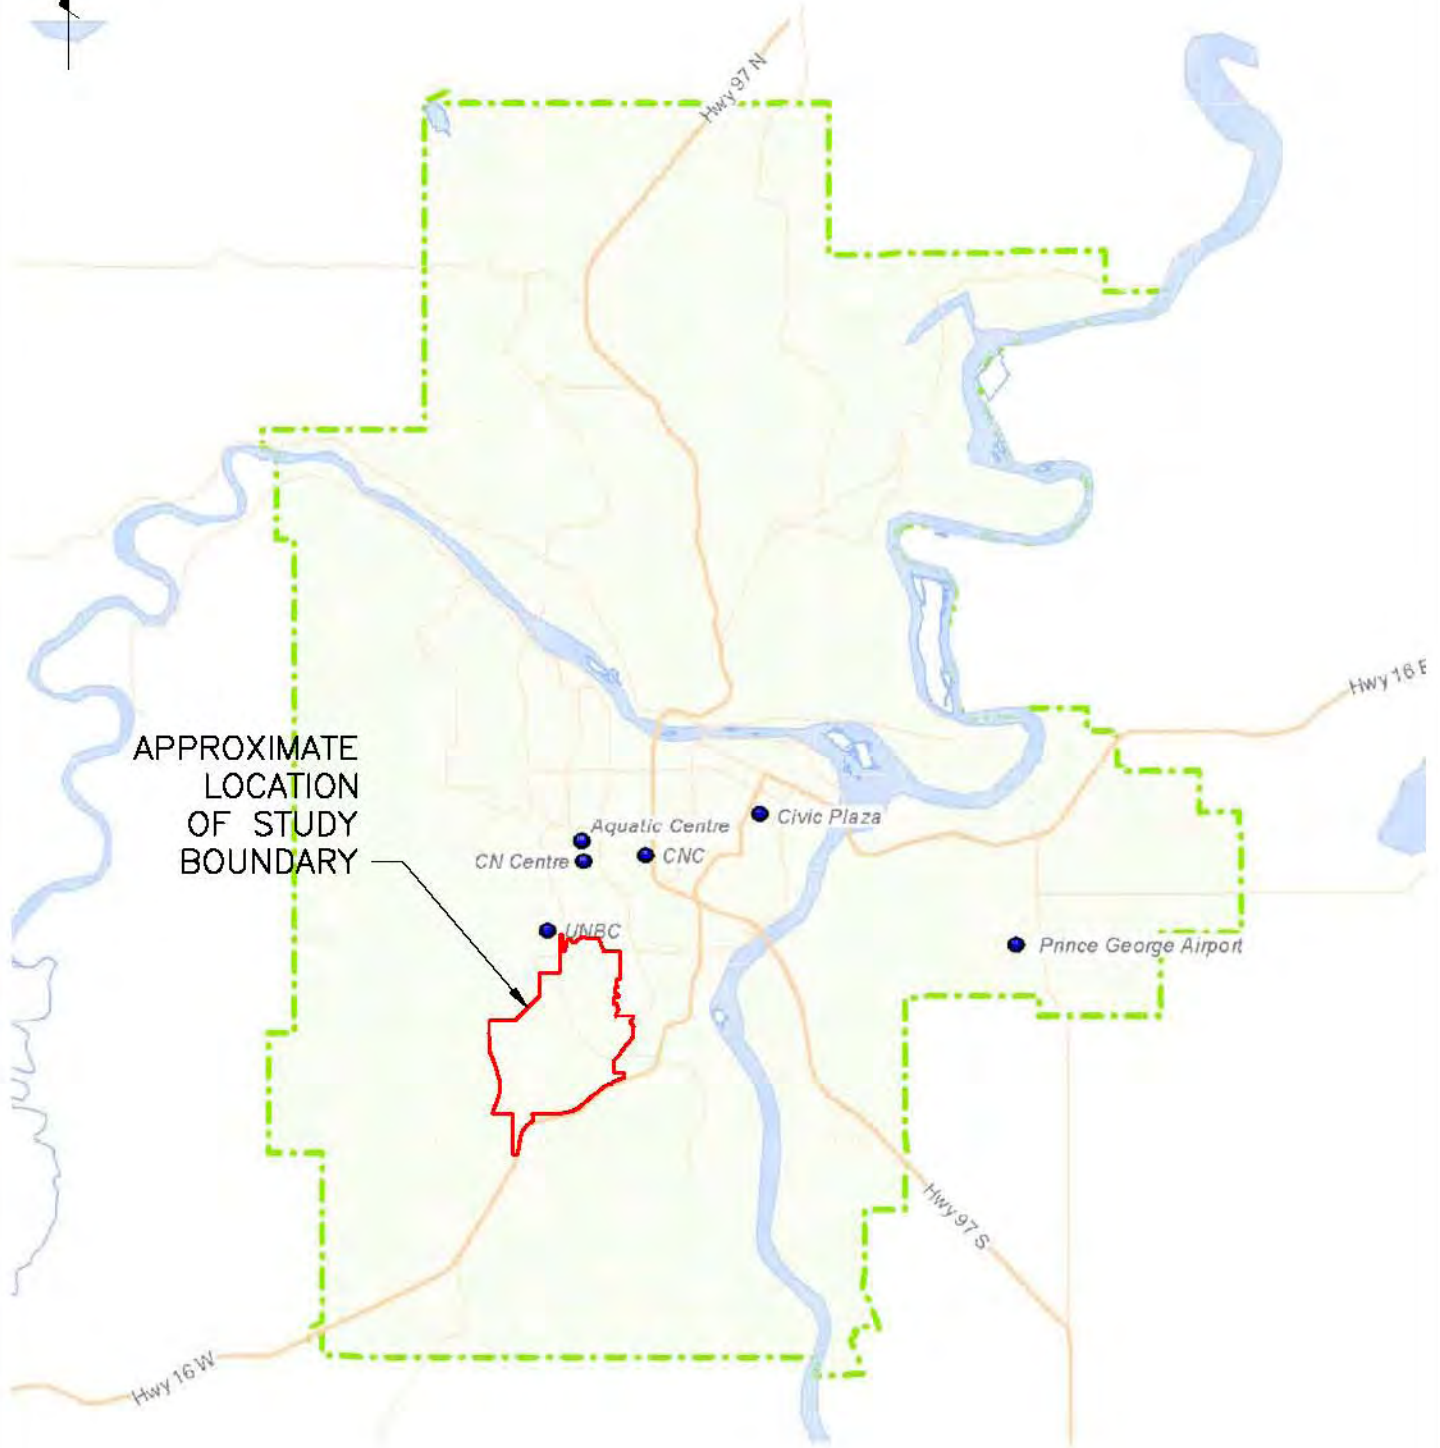 Hwy 97 N
Hwy 16 E
APPROXIMATE
LOCATION
OF STUDY
BOUNDARY
Aquatic Centre
Civic Plaza
CN Centre
CNC
UNBC
Prince George Airport
Hwy 97 S
Hwy 16 W